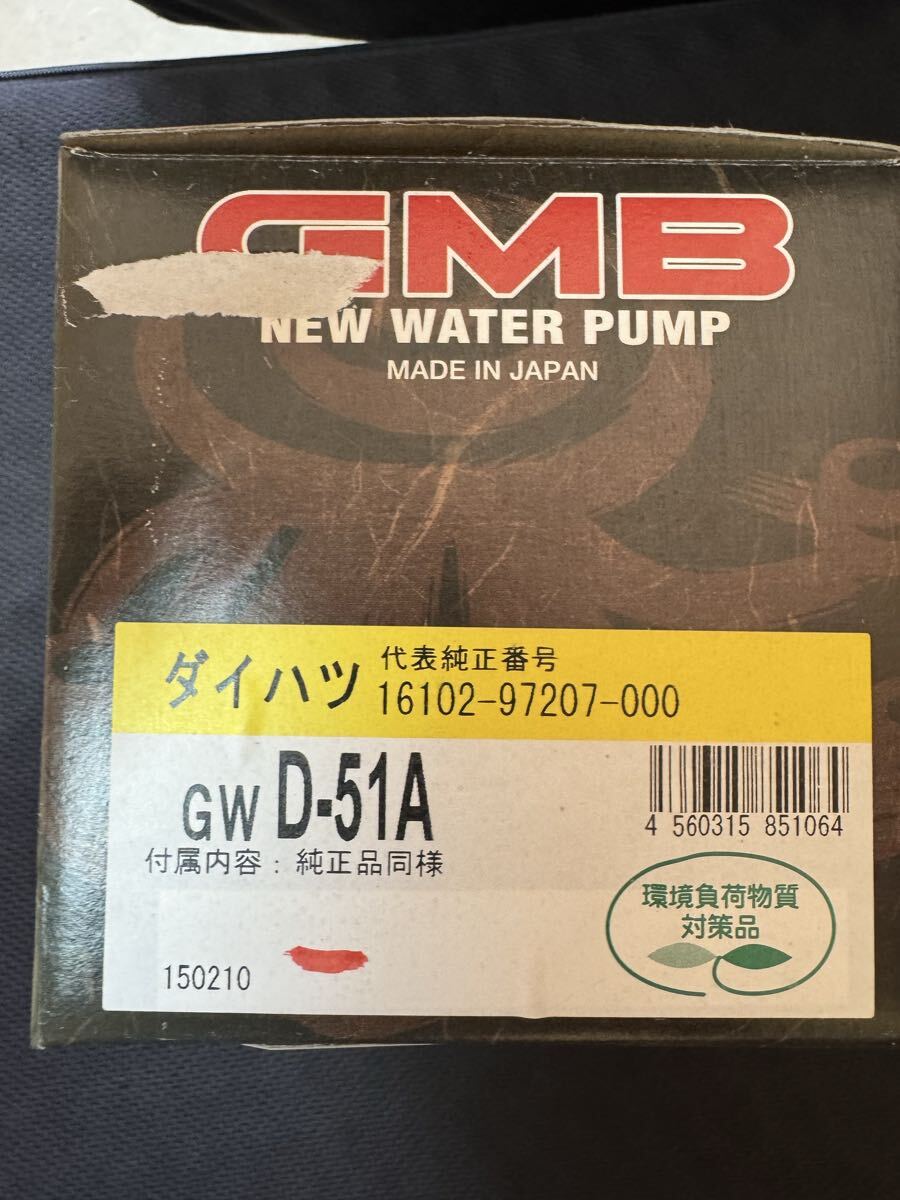 GMB
NEW WATER PUMP
MADE IN JAPAN
ダイハツ
代表純正番号
16102-97207-000
GW D-51A
付属内容：純正品同様
4 560315 851064
環境負荷物質
対策品
150210